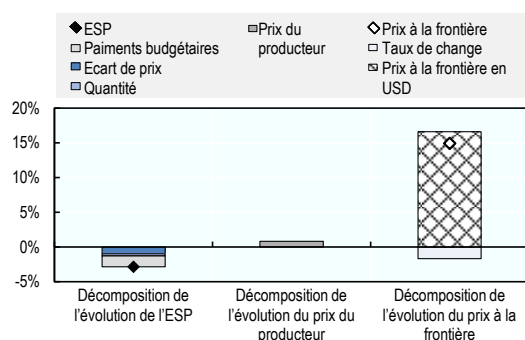 ESP
Paiments budgétaires
Ecart de prix
Quantité
Prix du
producteur
Prix à la frontière
Taux de change
Prix à la frontière en
USD
20%
15%
10%
5%
0%
-5%
Décomposition de
l'évolution de l'ESP
Décomposition de
l'évolution du prix du
producteur
Décomposition de
l'évolution du prix à la
frontière